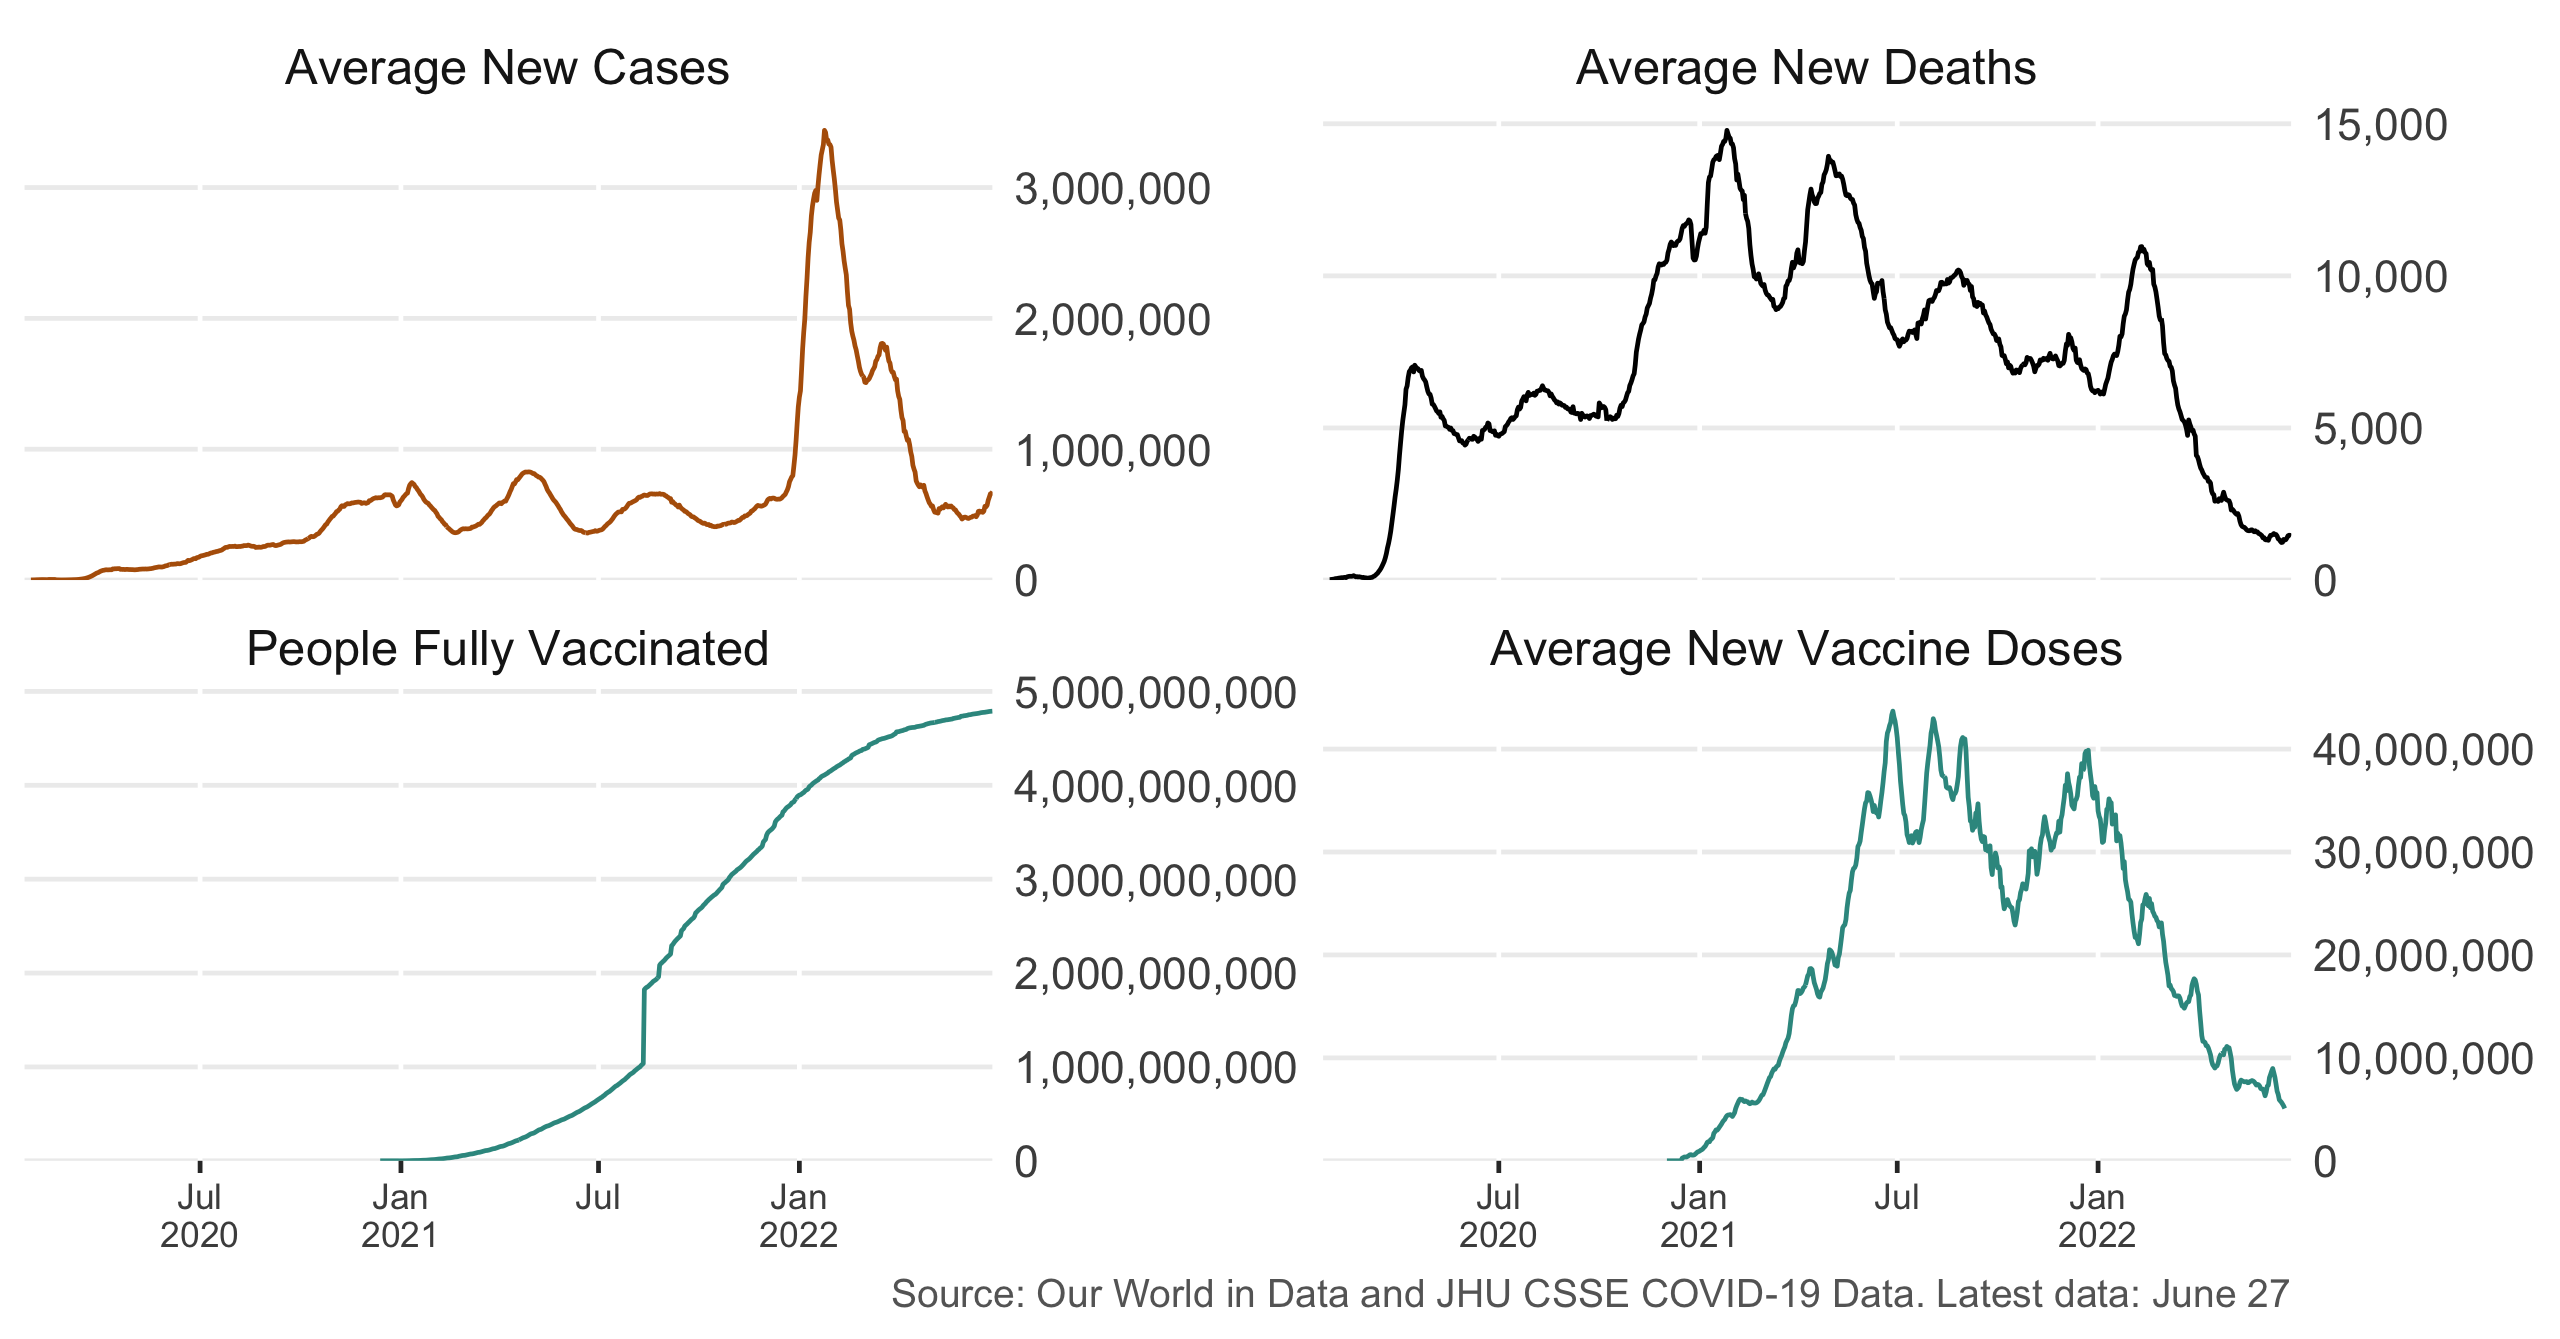 Average New Cases
3,000,000
2,000,000
1,000,000
0
Average New Deaths
15,000
10,000
5,000
0
People Fully Vaccinated
5,000,000,000
4,000,000,000
3,000,000,000
2,000,000,000
1,000,000,000
0
Jul Jan Jul Jan
2020 2021 2022
Average New Vaccine Doses
40,000,000
30,000,000
20,000,000
10,000,000
0
Jul Jan Jul Jan
2020 2021 2022
Source: Our World in Data and JHU CSSE COVID-19 Data. Latest data: June 27